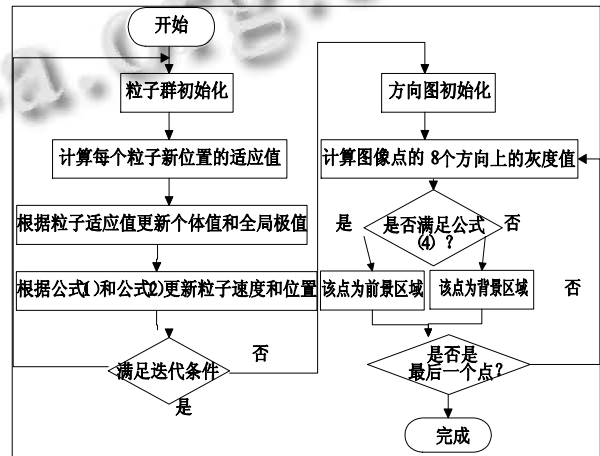 开始
粒子群初始化
计算每个粒子新位置的适应值
根据粒子适应值更新个体值和全局极值
根据公式(1)和公式(2)更新粒子速度和位置
满足迭代条件
否
是
方向图初始化
计算图像点的 8个方向上的灰度值
是否满足公式
(4) ?
是
否
该点为前景区域
该点为背景区域
否
是否是
最后一个点?
完成